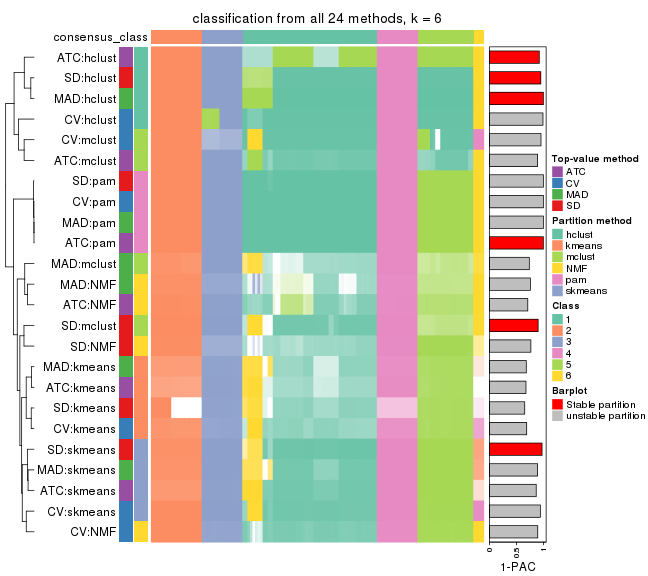 classification from all 24 methods, k = 6
consensus_class
ATC:hclust
SD:hclust
MAD:hclust
CV:hclust
CV:mclust
ATC:mclust
SD:pam
CV:pam
MAD:pam
ATC:pam
MAD:mclust
MAD:NMF
ATC:NMF
SD:mclust
SD:NMF
MAD:kmeans
ATC:kmeans
SD:kmeans
CV:kmeans
SD:skmeans
MAD:skmeans
ATC:skmeans
CV:skmeans
CV:NMF
0
0.5
1
1-PAC
Top-value method
ATC
CV
MAD
SD
Partition method
hclust
kmeans
mclust
NMF
pam
skmeans
Class
1
2
3
4
5
6
Barplot
Stable partition
unstable partition